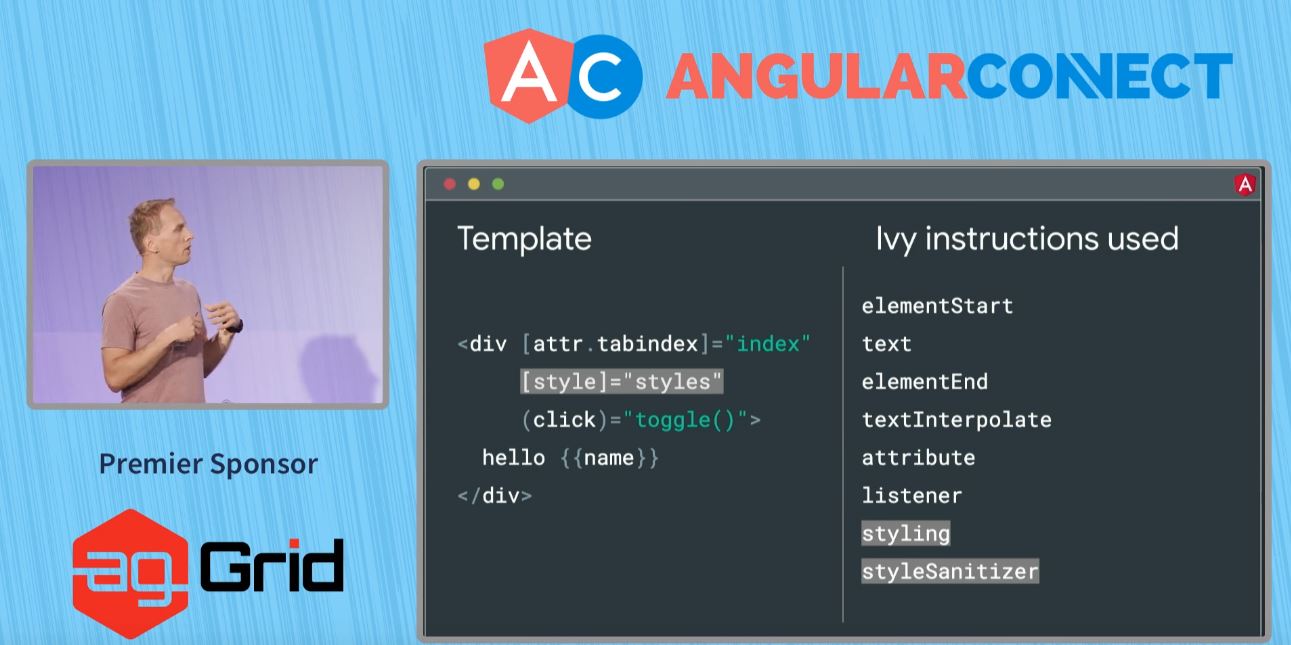 AC ANGULARCONNECT
A
Template
Ivy instructions used
<div [attr.tabindex]="index"
[style]="styles"
(click)="toggle()">
hello {{name}}
</div>
elementStart
text
elementEnd
textInterpolate
attribute
listener
styling
styleSanitizer
Premier Sponsor
ag Grid